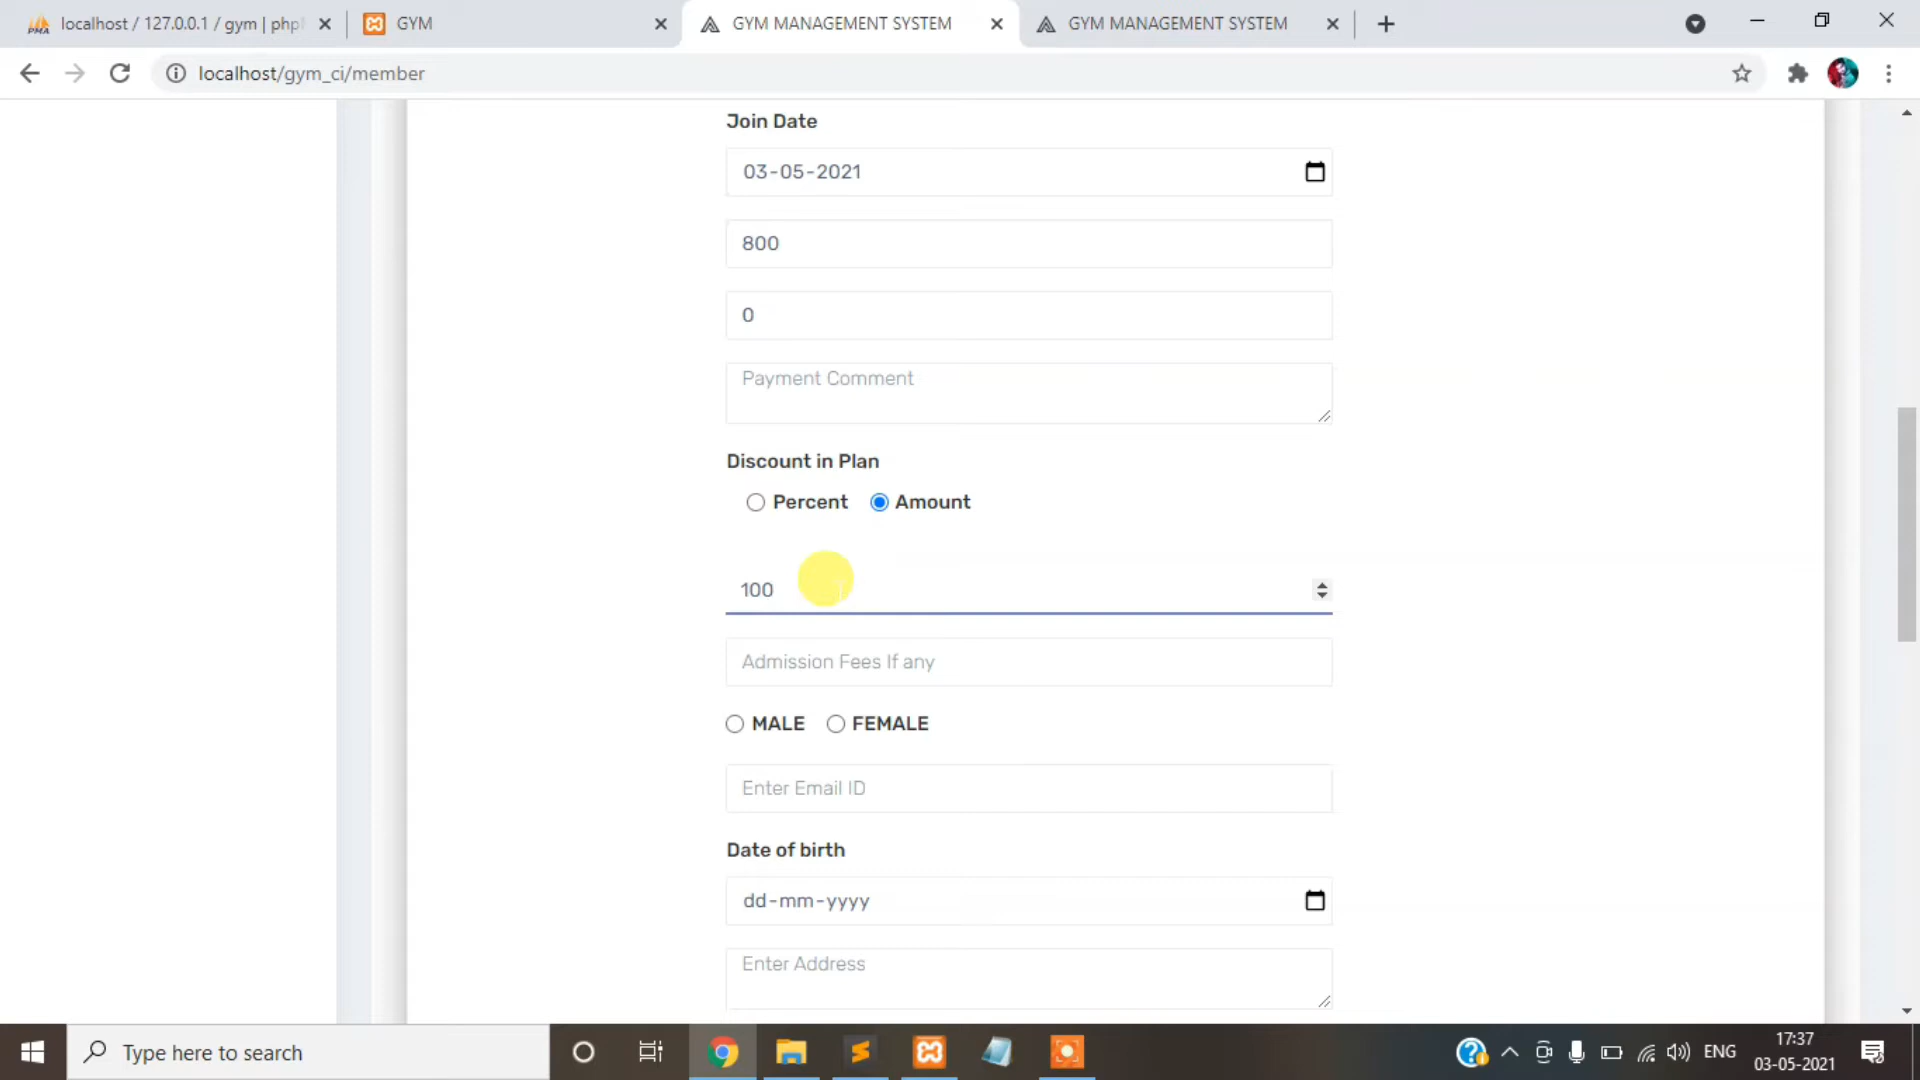 localhost / 127.0.0.1 / gym | php
GYM
GYM MANAGEMENT SYSTEM
GYM MANAGEMENT SYSTEM
localhost/gym_ci/member
Join Date
03-05-2021
800
0
Payment Comment
Discount in Plan
Percent Amount
100
Admission Fees If any
MALE FEMALE
Enter Email ID
Date of birth
dd-mm-yyyy
Enter Address
Type here to search
ENG
17:37
03-05-2021